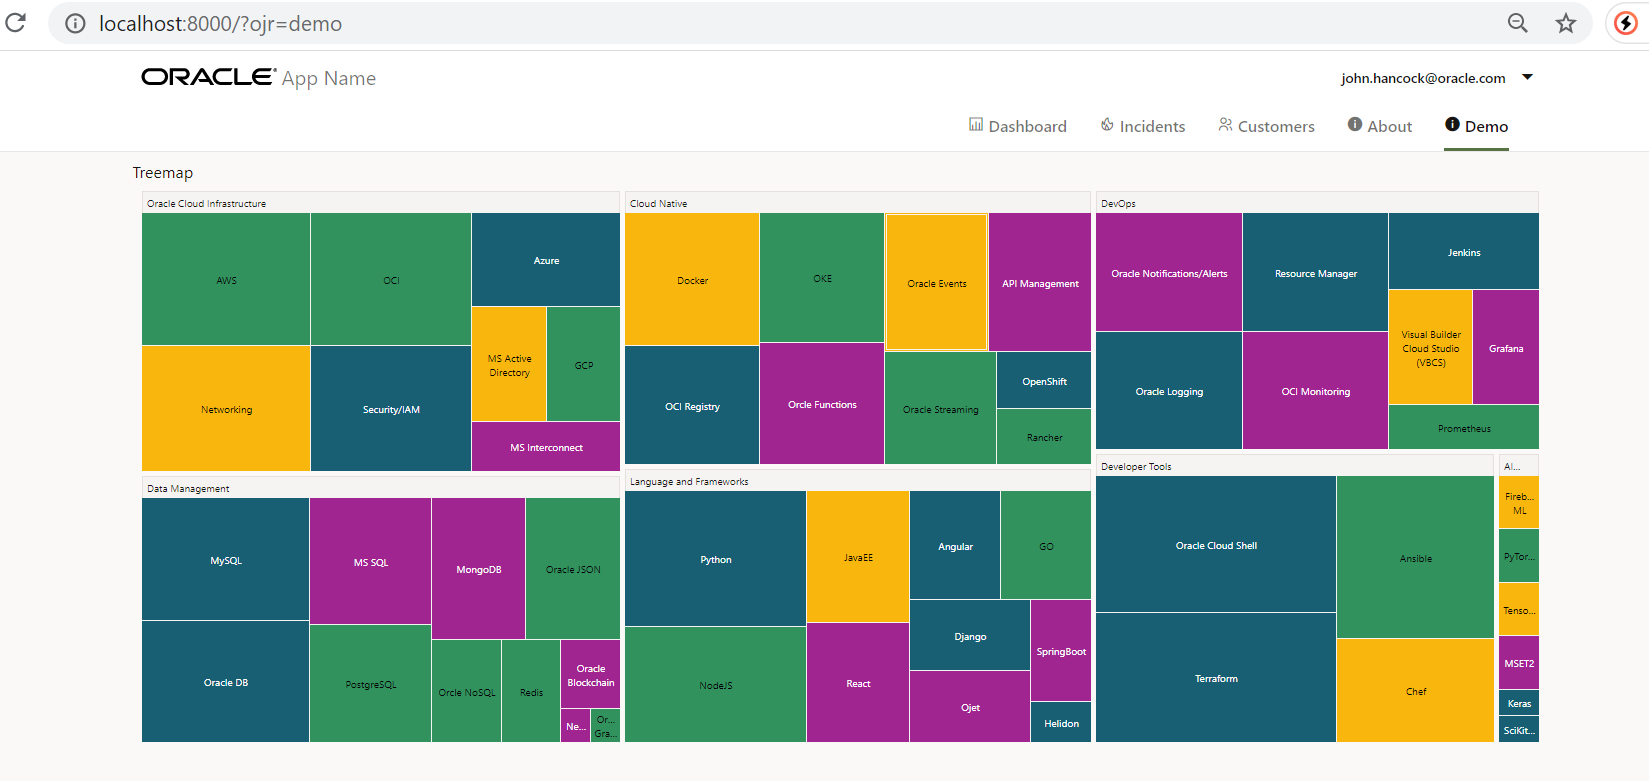 localhost:8000/?ojr=demo
ORACLE App Name
john.hancock@oracle.com
Dashboard
Incidents
Customers
About
Demo
Treemap
Oracle Cloud Infrastructure
AWS
OCI
Azure
MS Active
Directory
GCP
Networking
Security/IAM
MS Interconnect
Cloud Native
Docker
OKE
Oracle Events
API Management
OCI Registry
Orcle Functions
Oracle Streaming
OpenShift
Rancher
DevOps
Oracle Notifications/Alerts
Resource Manager
Jenkins
Visual Builder
Cloud Studio
(VBCS)
Grafana
Oracle Logging
OCI Monitoring
Prometheus
Data Management
MySQL
MS SQL
MongoDB
Oracle JSON
Oracle DB
PostgreSQL
Orcle NoSQL
Redis
Oracle
Blockchain
Ne...
Or...
Gra...
Language and Frameworks
Python
JavaEE
Angular
GO
Django
SpringBoot
NodeJS
React
Ojet
Helidon
Developer Tools
Oracle Cloud Shell
Ansible
Terraform
Chef
AI...
Fireb...
ML
PyTor...
Tenso...
MSET2
Keras
SciKit...